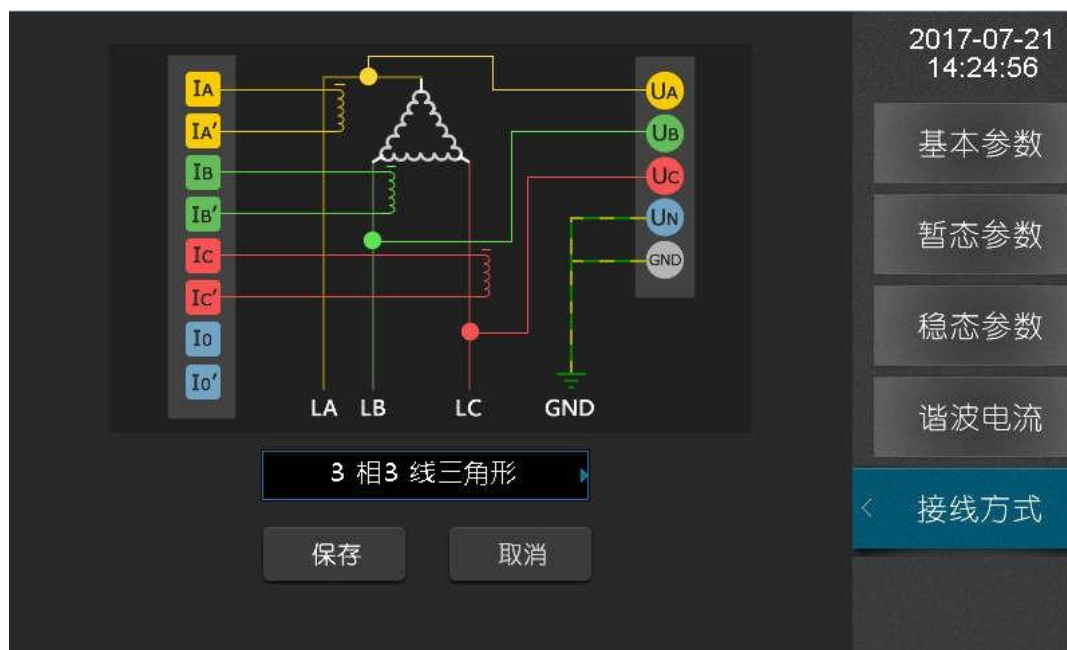 2017-07-21
14:24:56
IA
IA'
IB
IB'
IC
IC'
I0
I0'
UA
UB
UC
UN
GND
LA LB LC GND
3 相3 线三角形
保存 取消
基本参数
暂态参数
稳态参数
谐波电流
接线方式